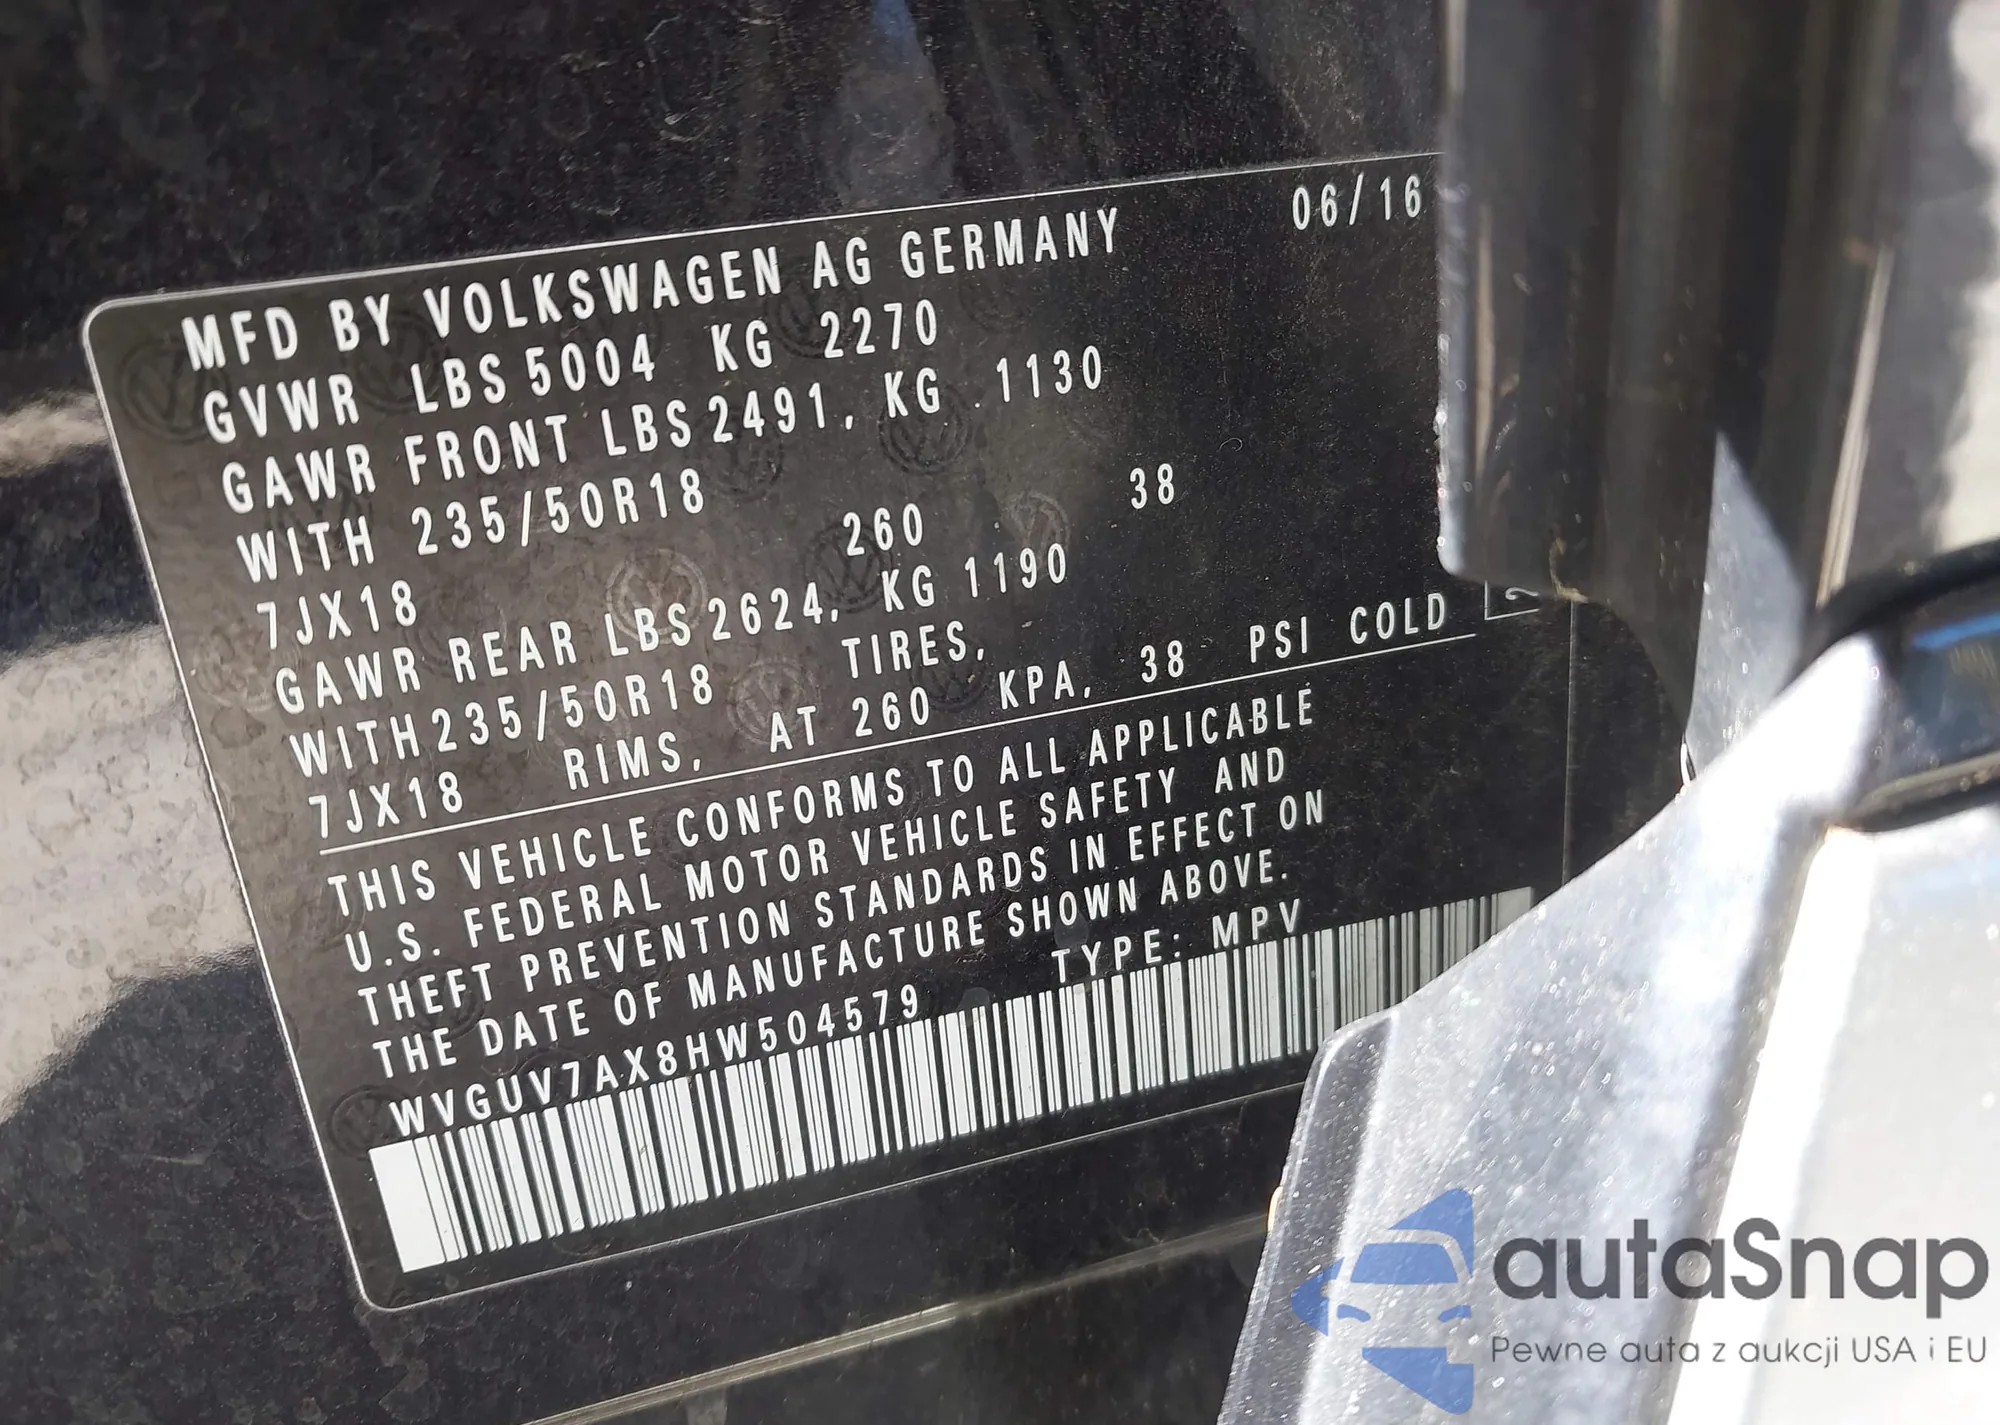 MFD BY VOLKSWAGEN AG GERMANY 06/16
GVWR LBS 5004 KG 2270
GAWR FRONT LBS 2491, KG 1130
WITH 235/50R18
7JX18 260 38
GAWR REAR LBS 2624, KG 1190
WITH 235/50R18 TIRES,
7JX18 RIMS, AT 260 KPA, 38 PSI COLD
THIS VEHICLE CONFORMS TO ALL APPLICABLE
U.S. FEDERAL MOTOR VEHICLE SAFETY AND
THEFT PREVENTION STANDARDS IN EFFECT ON
THE DATE OF MANUFACTURE SHOWN ABOVE.
WVGUV7AX8HW504579 TYPE: MPV
autaSnap
Pewne auta z aukcji USA i EU